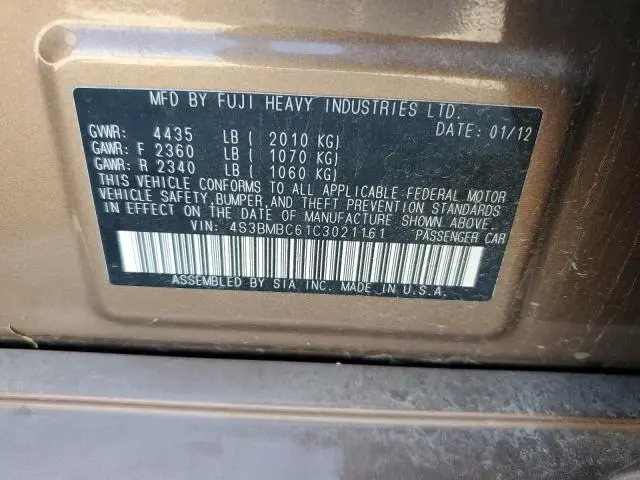 MFD BY FUJI HEAVY INDUSTRIES LTD.
DATE: 01/12
GVWR: 4435 LB ( 2010 KG)
GAWR: F 2360 LB ( 1070 KG)
GAWR: R 2340 LB ( 1060 KG)
THIS VEHICLE CONFORMS TO ALL APPLICABLE FEDERAL MOTOR
VEHICLE SAFETY, BUMPER, AND THEFT PREVENTION STANDARDS
IN EFFECT ON THE DATE OF MANUFACTURE SHOWN ABOVE.
VIN: 4S3BMBC61C3021161 PASSENGER CAR
ASSEMBLED BY SIA INC. MADE IN U.S.A.